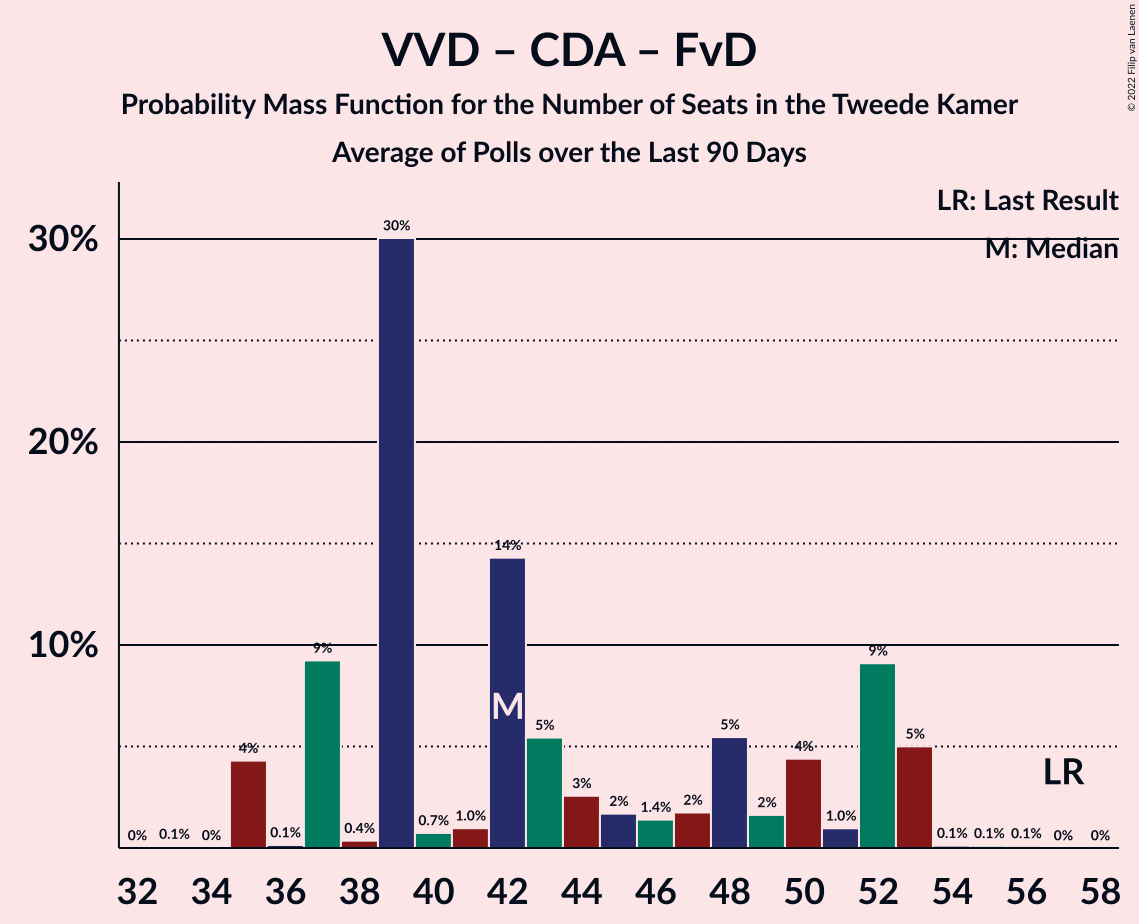 VVD – CDA – FvD
Probability Mass Function for the Number of Seats in the Tweede Kamer
Average of Polls over the Last 90 Days
© 2022 Filip van Laenen
LR: Last Result
M: Median
30%
20%
10%
0% 0.1% 0% 4% 0.1% 9% 0.4% 30% 0.7% 1.0% 14% 5% 3% 2% 1.4% 2% 5% 2% 4% 1.0% 9% 5% 0.1% 0.1% 0.1% 0% 0%
M
LR
32 34 36 38 40 42 44 46 48 50 52 54 56 58